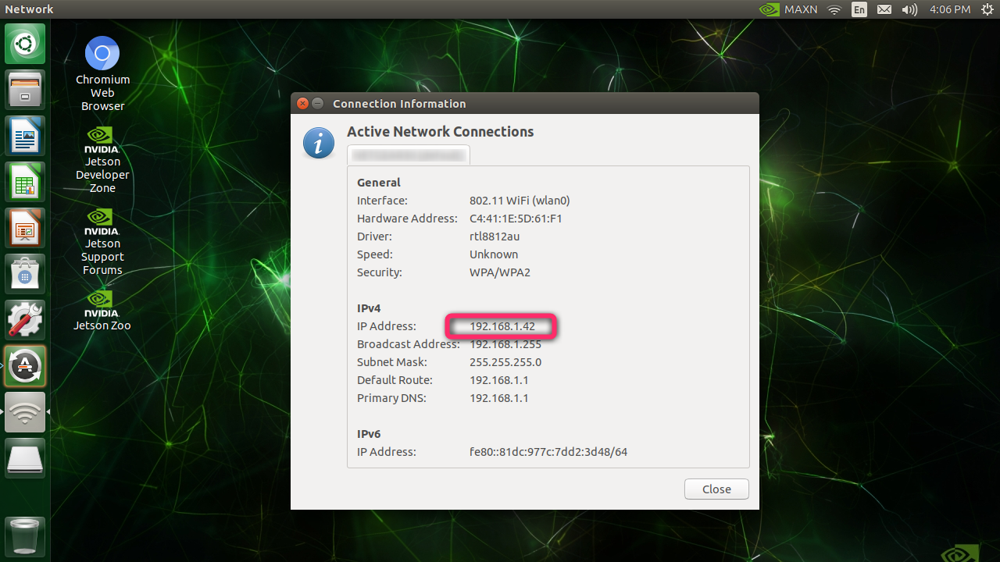 Network
MAXN
En
4:06 PM
Chromium
Web
Browser
NVIDIA.
Jetson
Developer
Zone
NVIDIA.
Jetson
Support
Forums
NVIDIA.
Jetson Zoo
Connection Information
Active Network Connections
General
Interface: 802.11 WiFi (wlan0)
Hardware Address: C4:41:1E:5D:61:F1
Driver: rtl8812au
Speed: Unknown
Security: WPA/WPA2
IPv4
IP Address: 192.168.1.42
Broadcast Address: 192.168.1.255
Subnet Mask: 255.255.255.0
Default Route: 192.168.1.1
Primary DNS: 192.168.1.1
IPv6
IP Address: fe80::81dc:977c:7dd2:3d48/64
Close